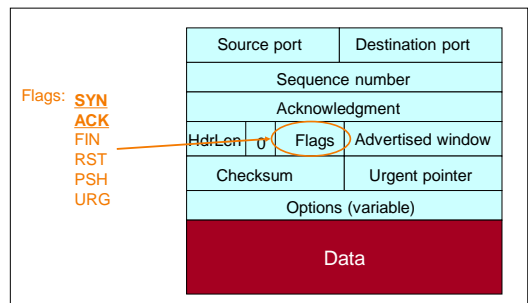 Source port Destination port
Sequence number
Flags: SYN
ACK
FIN
RST
PSH
URG
Acknowledgment
HdrLen 0 Flags Advertised window
Checksum Urgent pointer
Options (variable)
Data